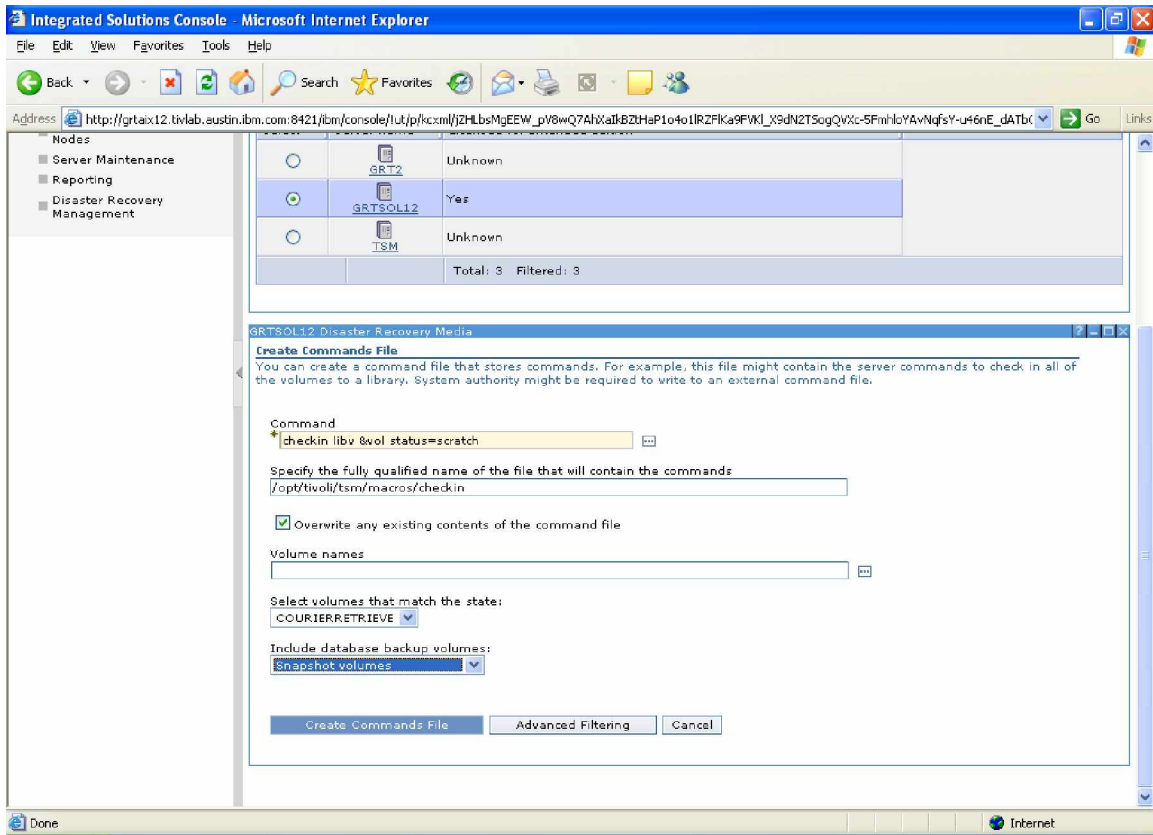 Integrated Solutions Console - Microsoft Internet Explorer
File Edit View Favorites Tools Help
Back Search Favorites
Address http://grtaix12.tivlab.austin.ibm.com:8421/ibm/console/!ut/p/kcxml/ Go Links
Nodes
Server Maintenance
Reporting
Disaster Recovery
Management
GRT2 Unknown
GRTSOL12 Yes
TSM Unknown
Total: 3 Filtered: 3
GRTSOL12 Disaster Recovery Media
Create Commands File
You can create a command file that stores commands. For example, this file might contain the server commands to check in all of
the volumes to a library. System authority might be required to write to an external command file.
Command
checkin libv &vol status=scratch
Specify the fully qualified name of the file that will contain the commands
/opt/tivoli/tsm/macros/checkin
Overwrite any existing contents of the command file
Volume names
Select volumes that match the state:
COURIERRETRIEVE
Include database backup volumes:
Snapshot volumes
Create Commands File Advanced Filtering Cancel
Done Internet